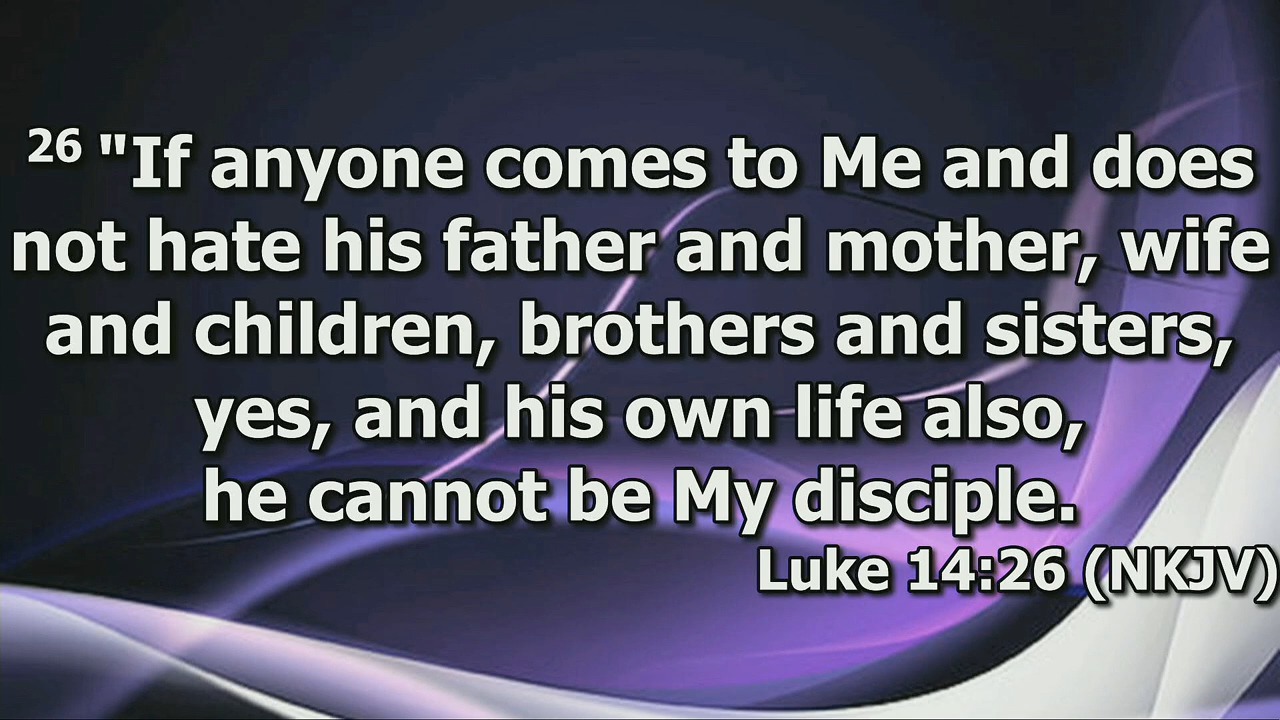 26 "If anyone comes to Me and does
not hate his father and mother, wife
and children, brothers and sisters,
yes, and his own life also,
he cannot be My disciple.
Luke 14:26 (NKJV)